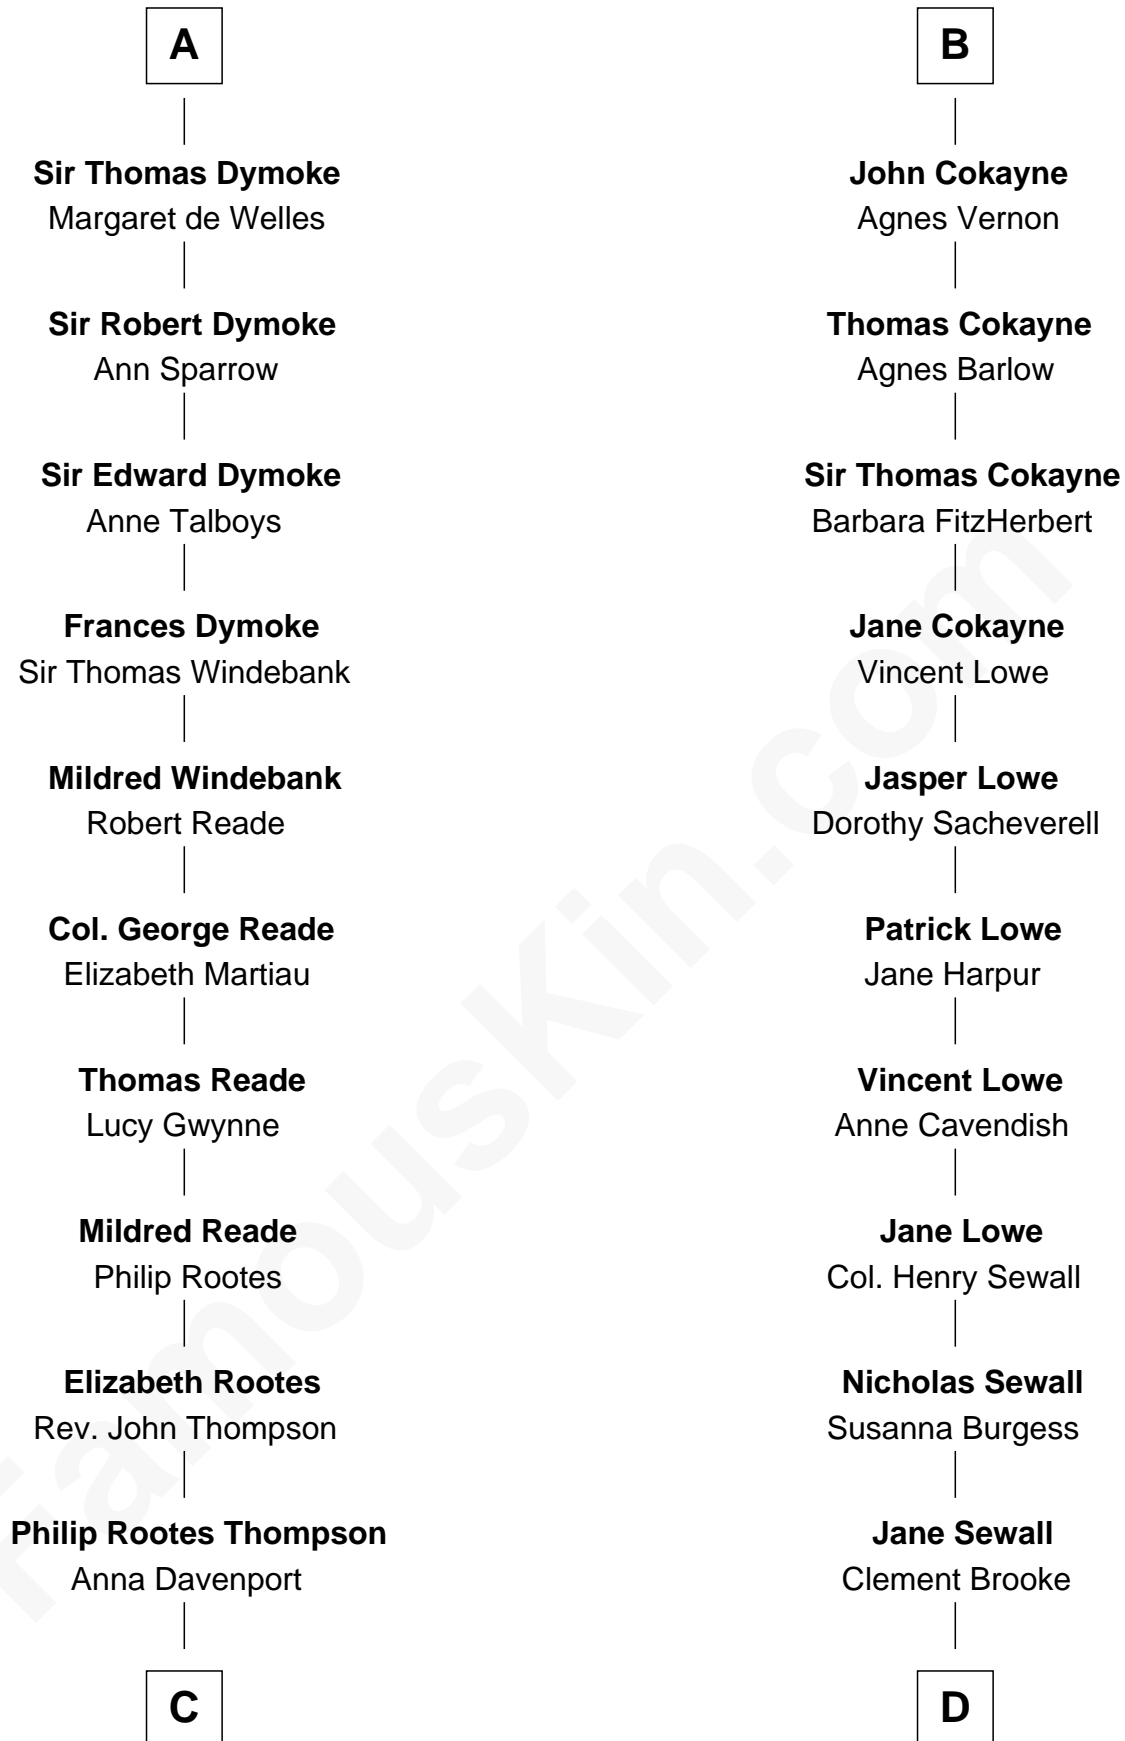 A
Sir Thomas Dymoke
Margaret de Welles
Sir Robert Dymoke
Ann Sparrow
Sir Edward Dymoke
Anne Talboys
Frances Dymoke
Sir Thomas Windebank
Mildred Windebank
Robert Reade
Col. George Reade
Elizabeth Martiau
Thomas Reade
Lucy Gwynne
Mildred Reade
Philip Rootes
Elizabeth Rootes
Rev. John Thompson
Philip Rootes Thompson
Anna Davenport
C
B
John Cokayne
Agnes Vernon
Thomas Cokayne
Agnes Barlow
Sir Thomas Cokayne
Barbara FitzHerbert
Jane Cokayne
Vincent Lowe
Jasper Lowe
Dorothy Sacheverell
Patrick Lowe
Jane Harpur
Vincent Lowe
Anne Cavendish
Jane Lowe
Col. Henry Sewall
Nicholas Sewall
Susanna Burgess
Jane Sewall
Clement Brooke
D
FamousKin.com